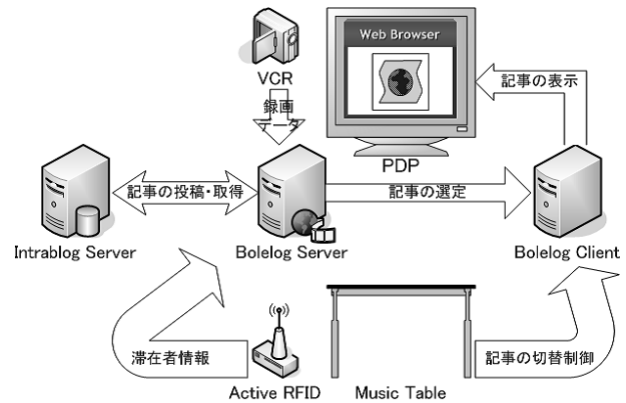 Web Browser
VCR
録画
データ
記事の表示
PDP
記事の投稿・取得
記事の選定
Intrablog Server
Bolelog Server
Bolelog Client
滞在者情報
記事の切替制御
Active RFID
Music Table